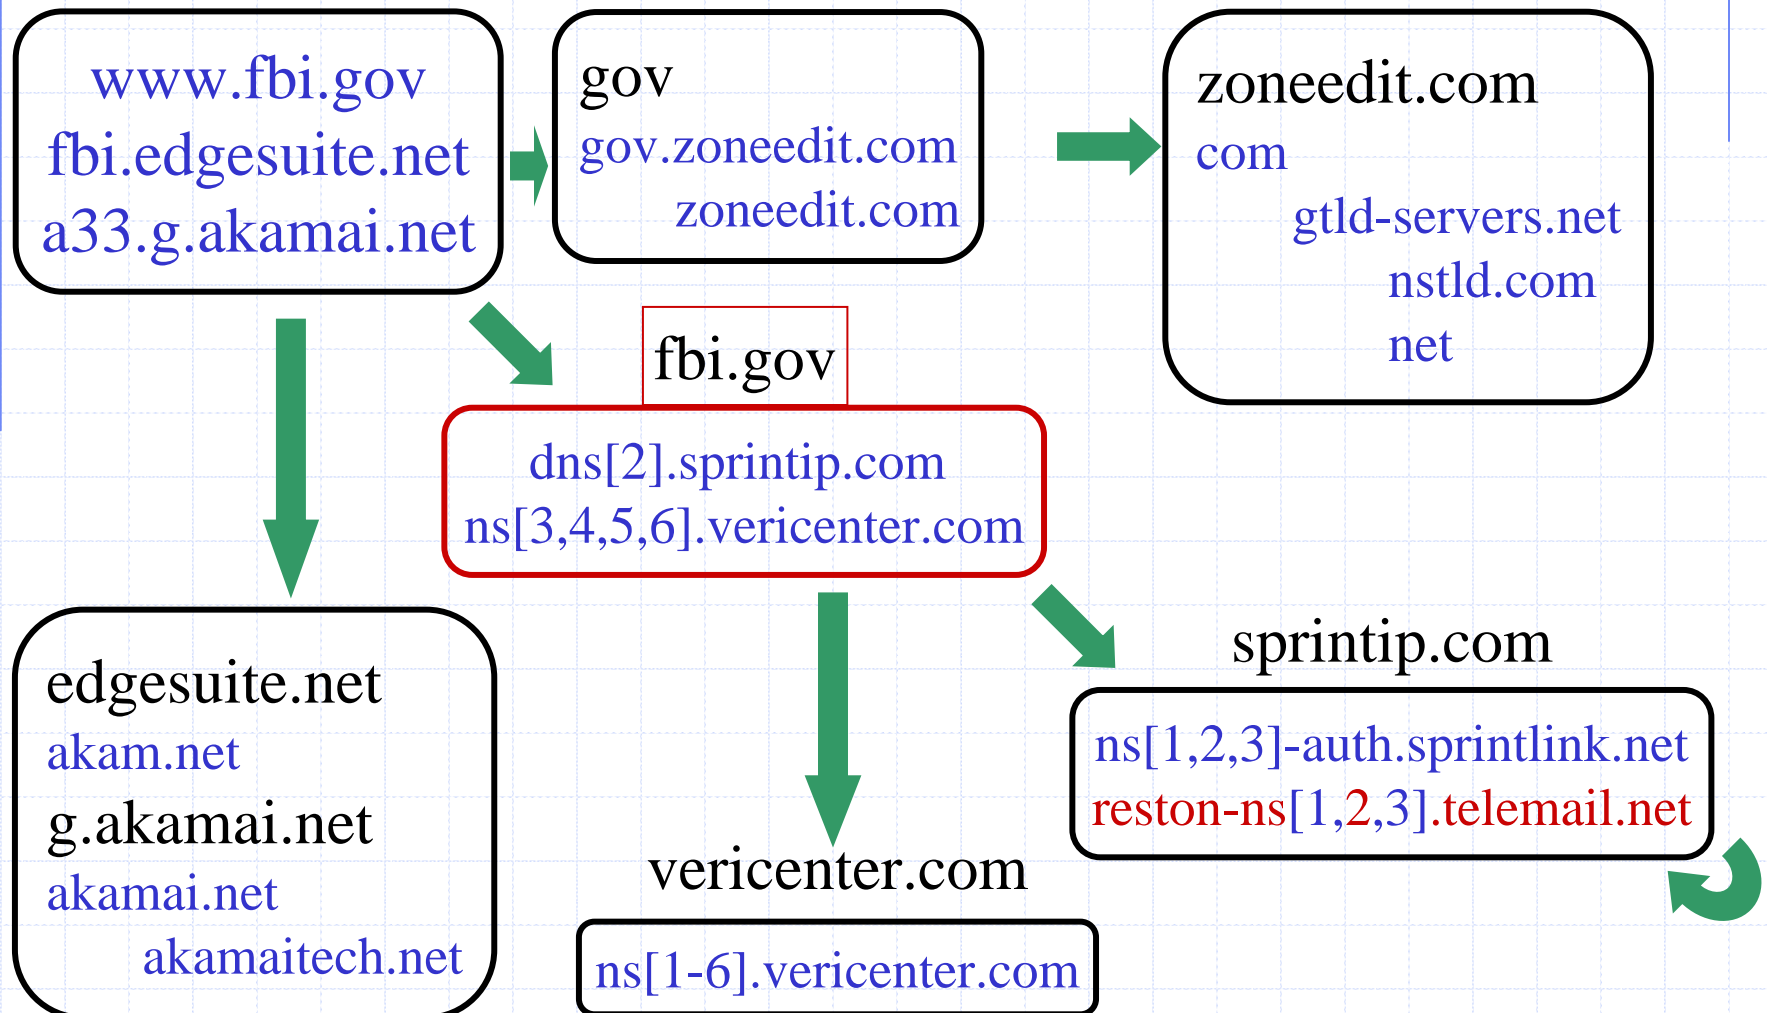 www.fbi.gov
fbi.edgesuite.net
a33.g.akamai.net
gov
gov.zoneedit.com
zoneedit.com
zoneedit.com
com
gtld-servers.net
nstld.com
net
fbi.gov
dns[2].sprintip.com
ns[3,4,5,6].vericenter.com
edgesuite.net
akam.net
g.akamai.net
akamai.net
akamaitech.net
vericenter.com
ns[1-6].vericenter.com
sprintip.com
ns[1,2,3]-auth.sprintlink.net
reston-ns[1,2,3].telemail.net